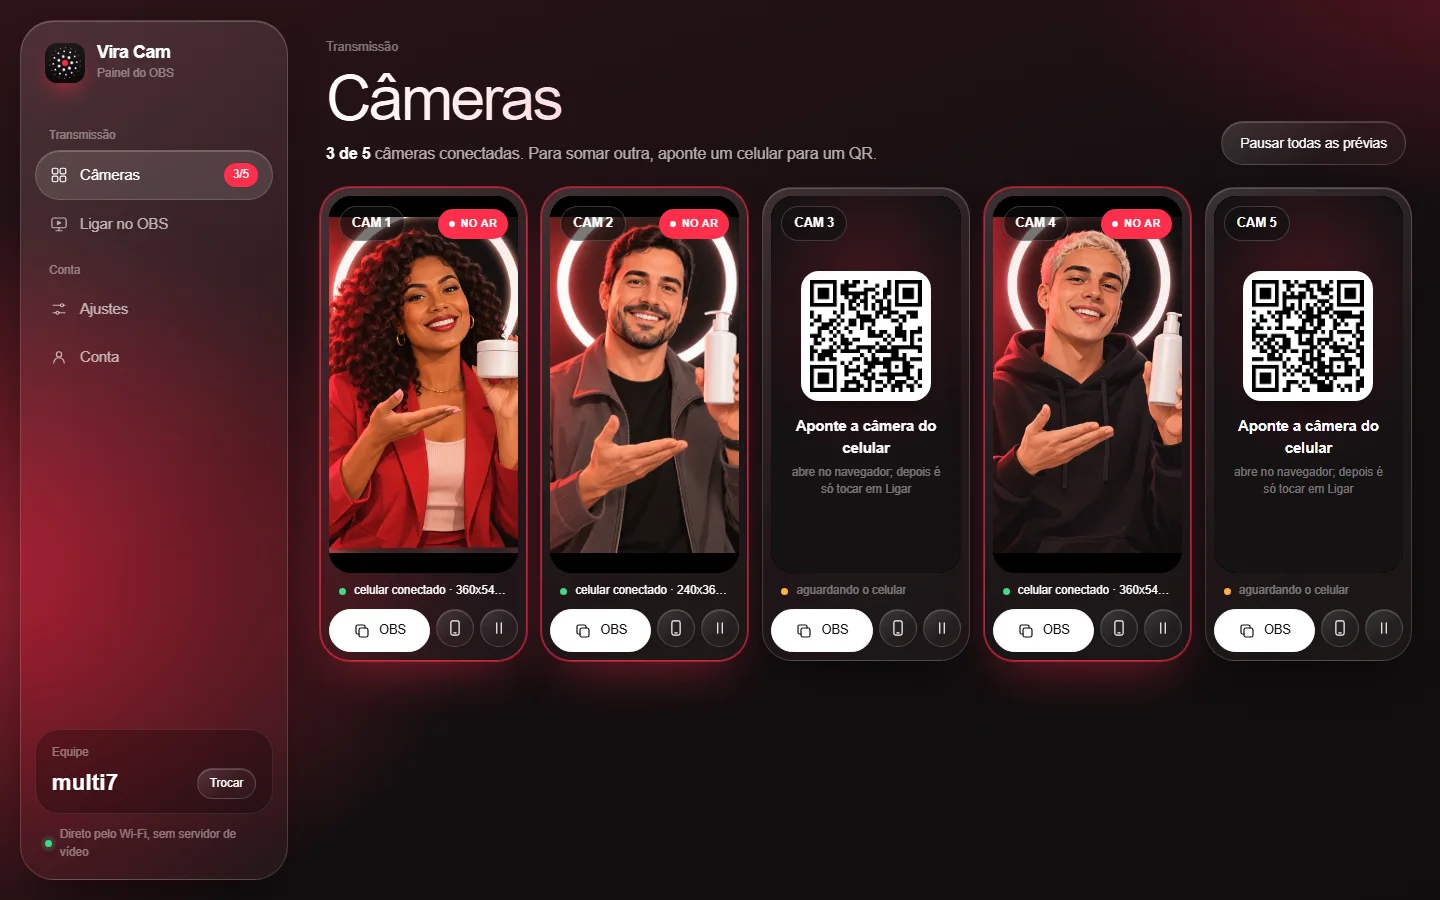 Vira Cam
Painel do OBS
Transmissão
Câmeras
3/5
Ligar no OBS
Conta
Ajustes
Conta
Equipe
multi7
Trocar
Direto pelo Wi-Fi, sem servidor de
vídeo
Transmissão
Câmeras
3 de 5 câmeras conectadas. Para somar outra, aponte um celular para um QR.
Pausar todas as prévias
CAM 1
NO AR
celular conectado · 360x54...
OBS
CAM 2
NO AR
celular conectado · 240x36...
OBS
CAM 3
Aponte a câmera do
celular
abre no navegador; depois é
só tocar em Ligar
aguardando o celular
OBS
CAM 4
NO AR
celular conectado · 360x54...
OBS
CAM 5
Aponte a câmera do
celular
abre no navegador; depois é
só tocar em Ligar
aguardando o celular
OBS